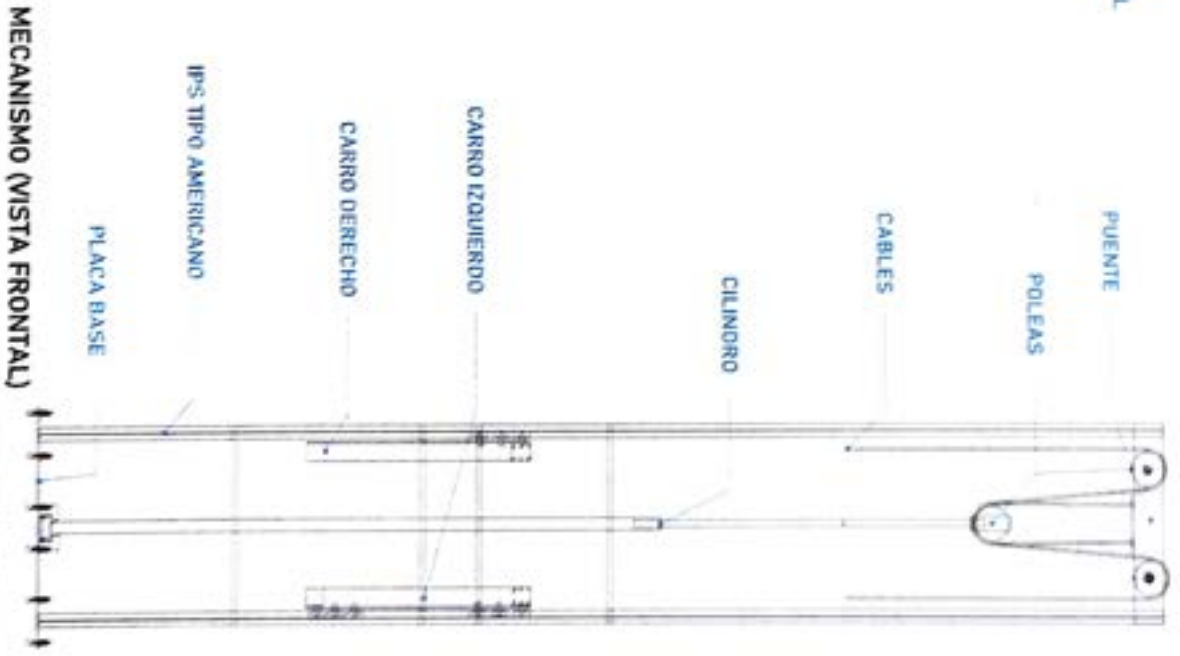 PUENTE
POLEAS
CABLES
CILINDRO
CARRO IZQUIERDO
CARRO DERECHO
IPS TIPO AMERICANO
PLACA BASE
MECANISMO (VISTA FRONTAL)